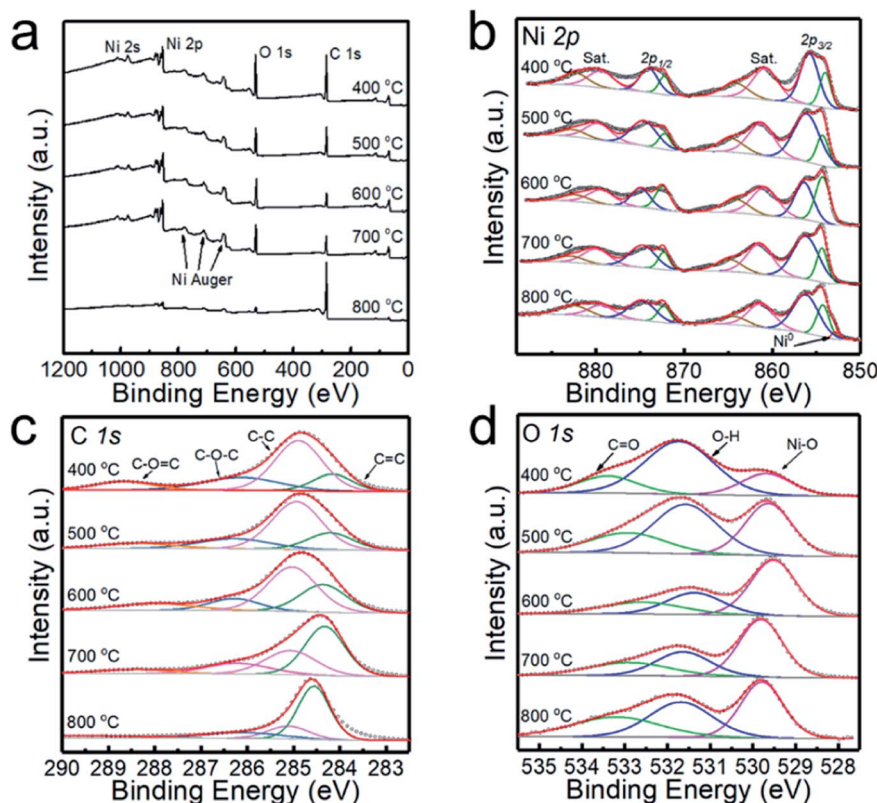 a
Ni 2s
Ni 2p
O 1s
C 1s
400 °C
500 °C
600 °C
700 °C
Ni Auger
800 °C
Intensity (a.u.)
1200 1000 800 600 400 200 0
Binding Energy (eV)
b
Ni 2p
Sat.
2p1/2
Sat.
2p3/2
400 °C
500 °C
600 °C
700 °C
800 °C
Ni0
Intensity (a.u.)
880 870 860 850
Binding Energy (eV)
c
C 1s
C-O=C
C-O-C
C-C
C=C
400 °C
500 °C
600 °C
700 °C
800 °C
Intensity (a.u.)
290 289 288 287 286 285 284 283
Binding Energy (eV)
d
O 1s
C=O
O-H
Ni-O
400 °C
500 °C
600 °C
700 °C
800 °C
Intensity (a.u.)
535 534 533 532 531 530 529 528
Binding Energy (eV)